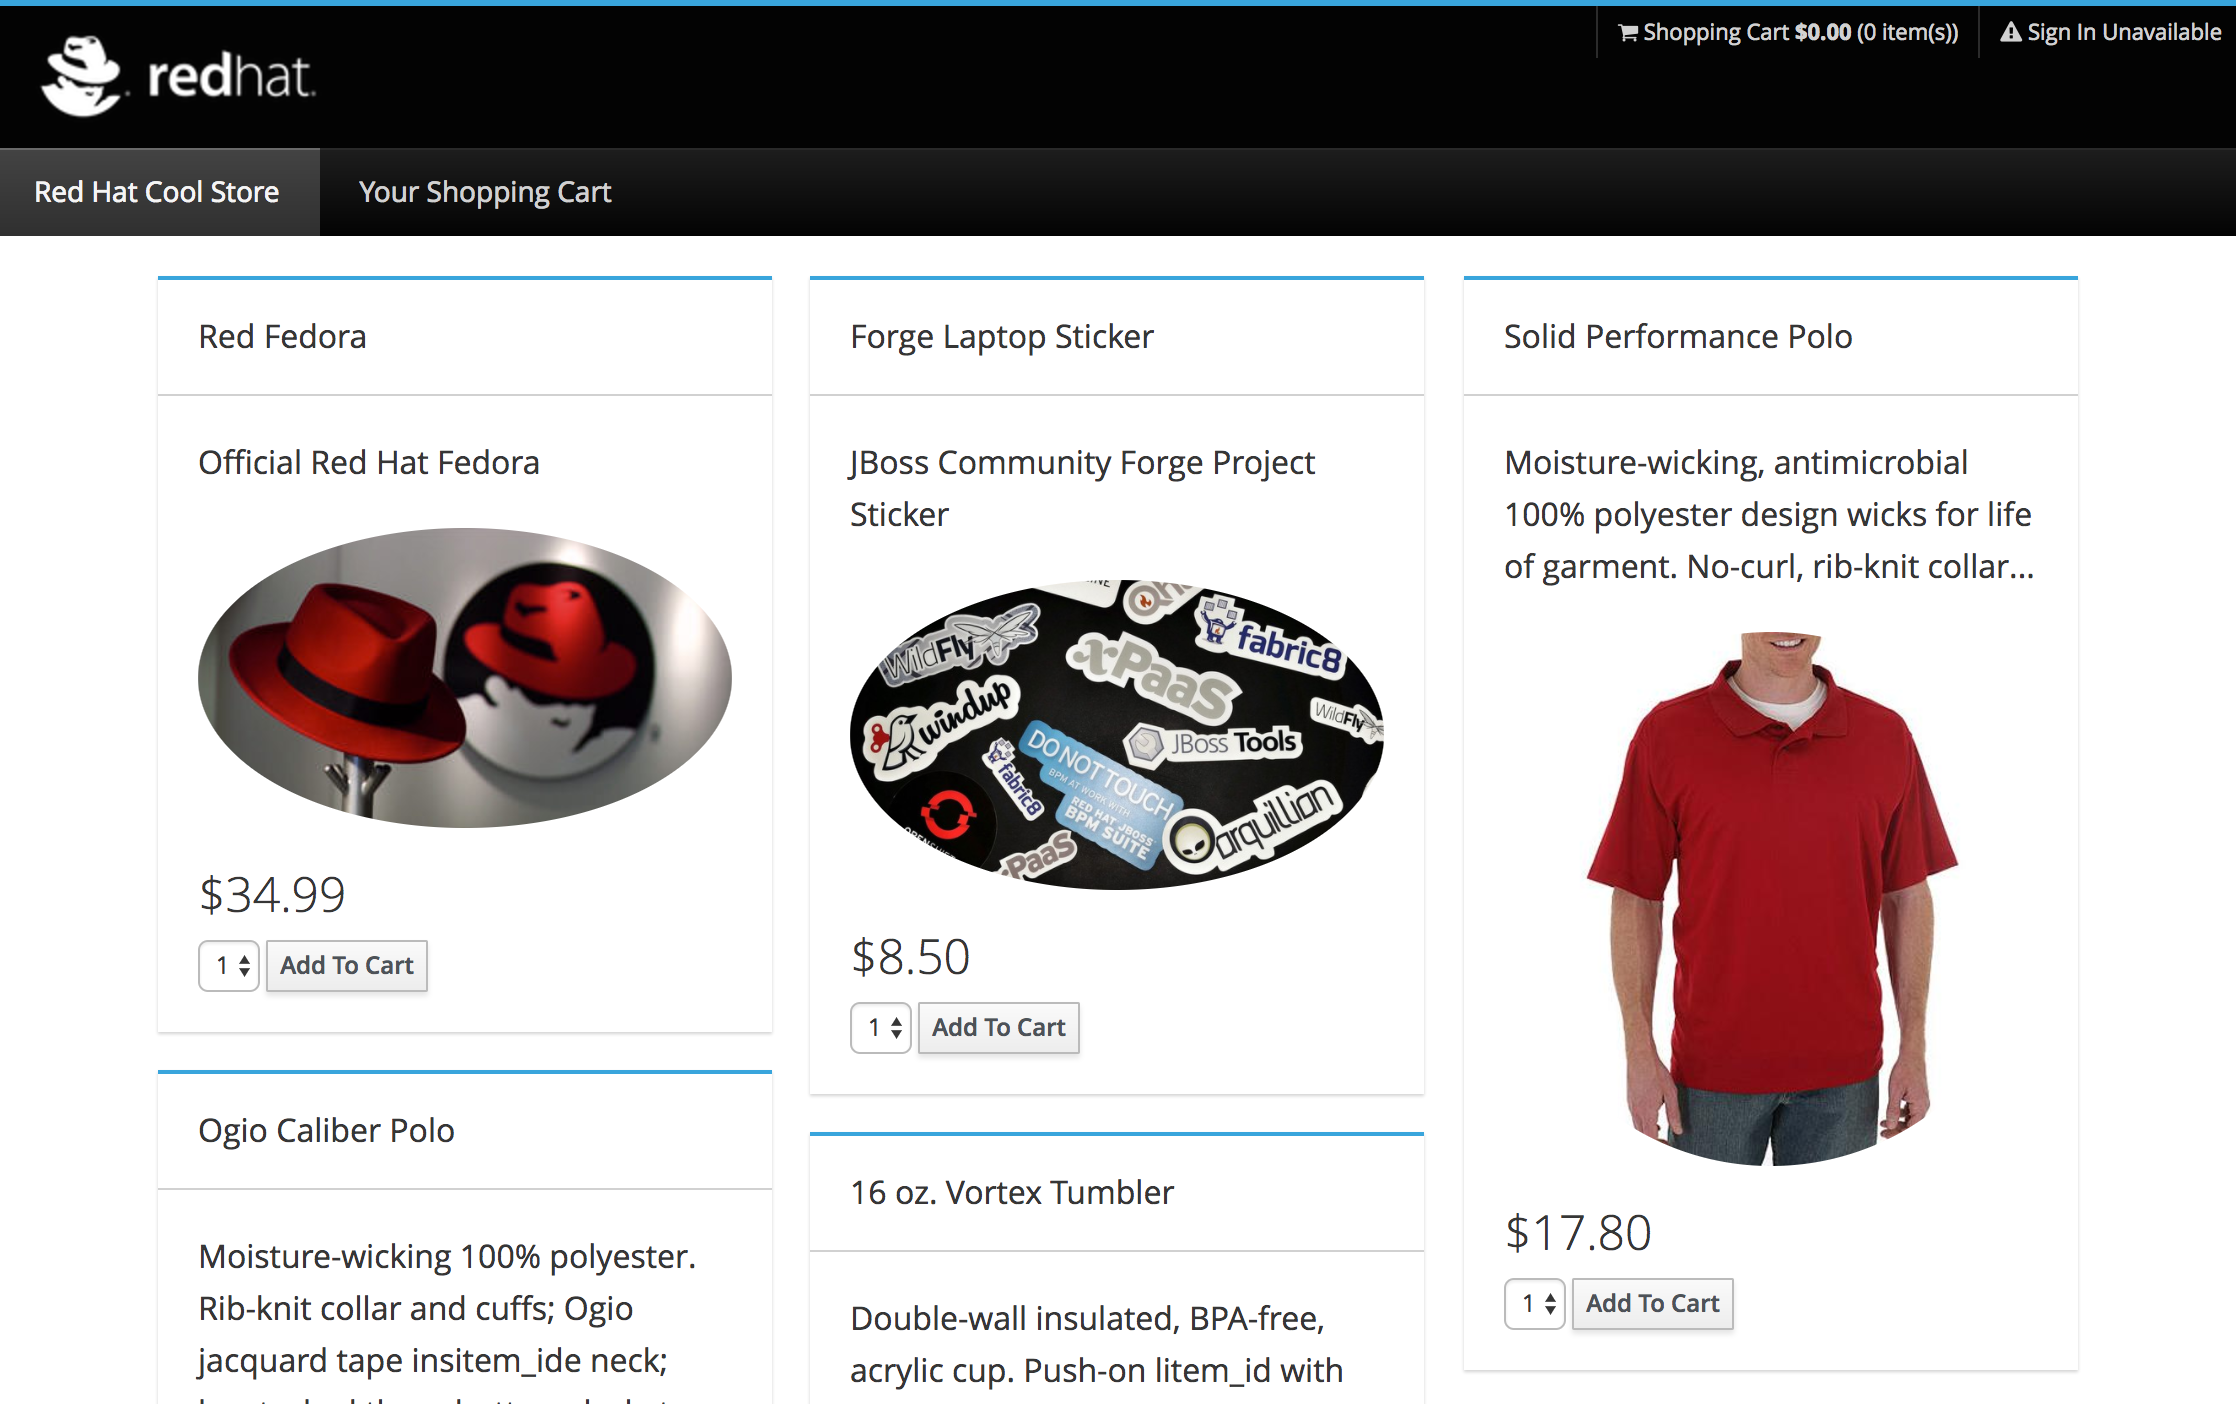 Shopping Cart $0.00 (0 item(s))
Sign In Unavailable
redhat.
Red Hat Cool Store
Your Shopping Cart
Red Fedora
Official Red Hat Fedora
$34.99
1
Add To Cart
Forge Laptop Sticker
JBoss Community Forge Project
Sticker
WildFly
fabric8
xPaaS
windup
WildFly
JBoss Tools
fabric8
DO NOT TOUCH
BPM AT WORK WITH
RED HAT JBOSS
BPM SUITE
arquillian
PaaS
$8.50
1
Add To Cart
Solid Performance Polo
Moisture-wicking, antimicrobial
100% polyester design wicks for life
of garment. No-curl, rib-knit collar...
$17.80
1
Add To Cart
Ogio Caliber Polo
Moisture-wicking 100% polyester.
Rib-knit collar and cuffs; Ogio
jacquard tape insitem_ide neck;
16 oz. Vortex Tumbler
Double-wall insulated, BPA-free,
acrylic cup. Push-on litem_id with